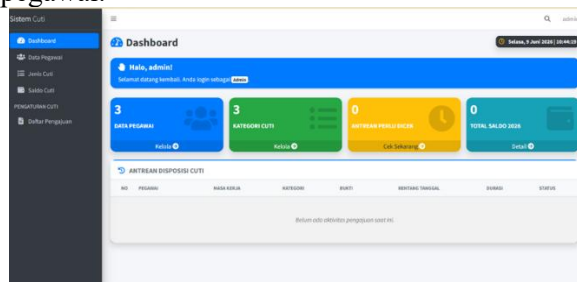 pegawai.
Sistem Cuti
admin
Dashboard
Data Pegawai
Jenis Cuti
Saldo Cuti
PENGATURAN CUTI
Daftar Pengajuan
Dashboard
Selasa, 9 Juni 2026 | 10:44:19
Halo, admin!
Selamat datang kembali. Anda login sebagai Admin
3
DATA PEGAWAI
Kelola
3
KATEGORI CUTI
Kelola
0
ANTREAN PERLU DICEK
Cek Sekarang
0
TOTAL SALDO 2026
Detail
ANTREAN DISPOSISI CUTI
NO PEGAWAI MASA KERJA KATEGORI BUKTI RENTANG TANGGAL DURASI STATUS
Belum ada aktivitas pengajuan saat ini.